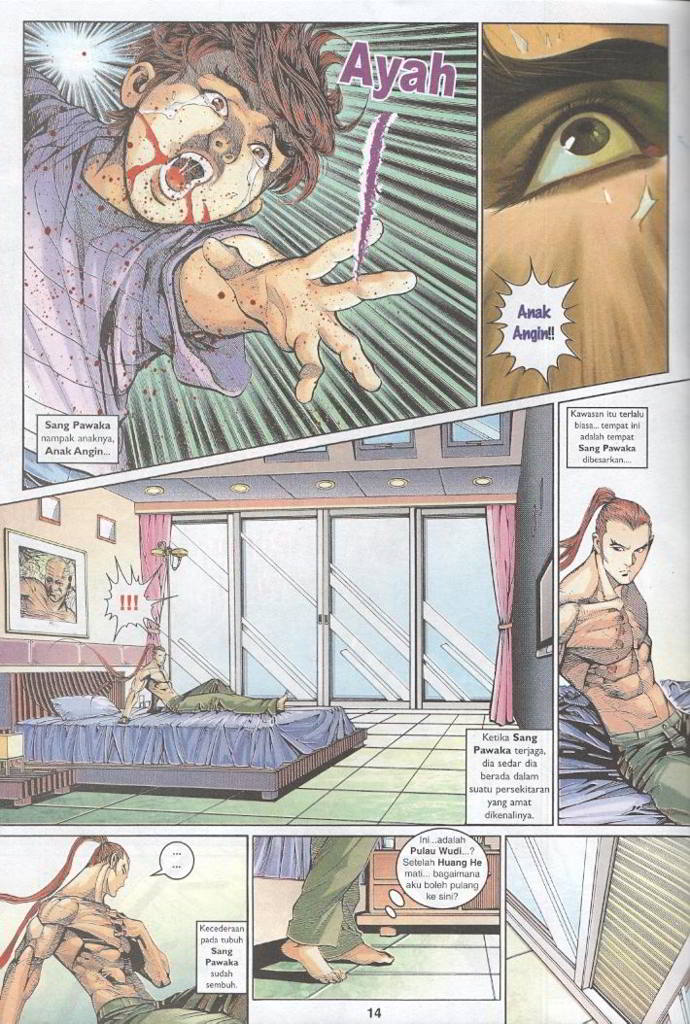 Ayah
Anak
Angin!!
Sang Pawaka
nampak anaknya,
Anak Angin...
Kawasan itu terlalu
biasa... tempat ini
adalah tempat
Sang Pawaka
dibesarkan....
!!!
Ketika Sang
Pawaka terjaga,
dia sedar dia
berada dalam
suatu persekitaran
yang amat
dikenalinya.
...
...
Kecederaan
pada tubuh
Sang
Pawaka
sudah
sembuh.
Ini...adalah
Pulau Wudi...?
Setelah Huang He
mati... bagaimana
aku boleh pulang
ke sini?
14